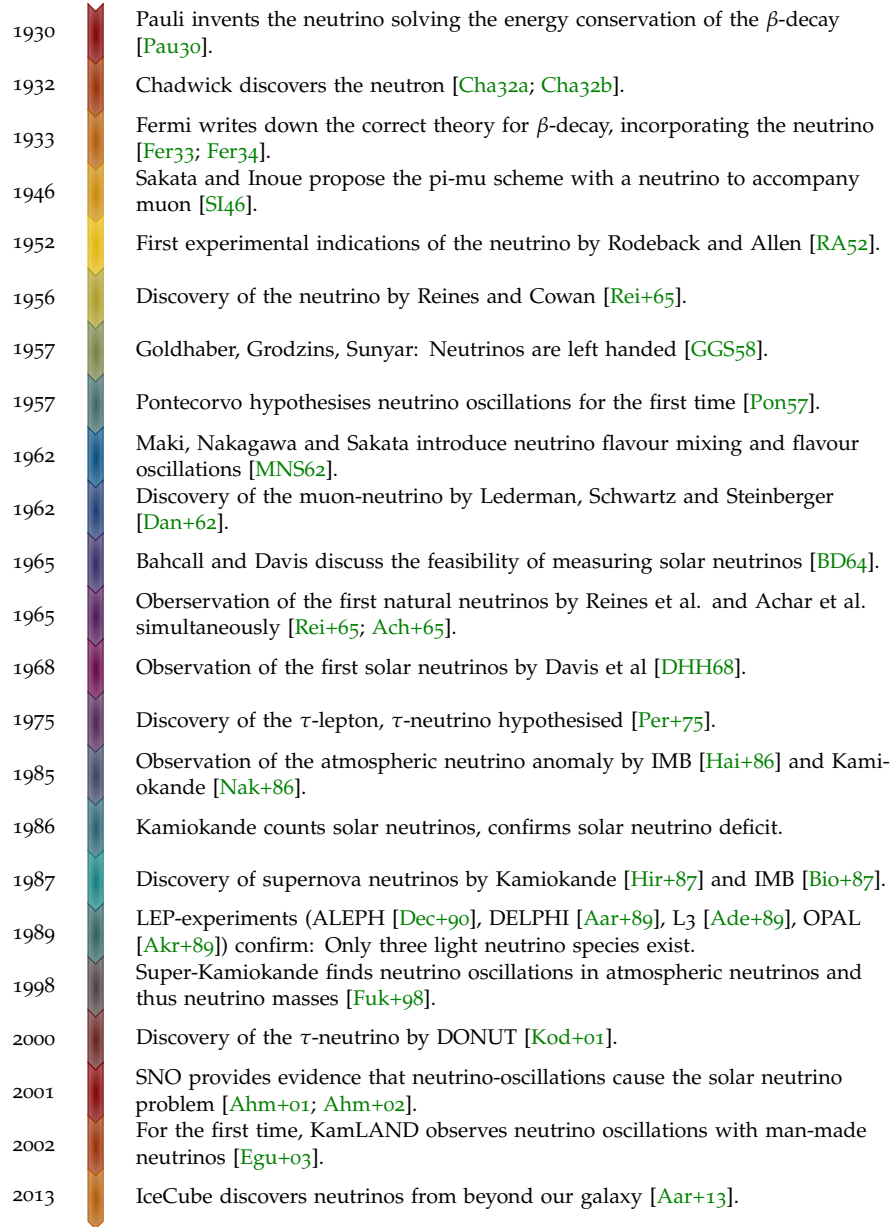 1930 Pauli invents the neutrino solving the energy conservation of the β-decay
[Pau30].
1932 Chadwick discovers the neutron [Cha32a; Cha32b].
1933 Fermi writes down the correct theory for β-decay, incorporating the neutrino
[Fer33; Fer34].
1946 Sakata and Inoue propose the pi-mu scheme with a neutrino to accompany
muon [SI46].
1952 First experimental indications of the neutrino by Rodeback and Allen [RA52].
1956 Discovery of the neutrino by Reines and Cowan [Rei+65].
1957 Goldhaber, Grodzins, Sunyar: Neutrinos are left handed [GGS58].
1957 Pontecorvo hypothesises neutrino oscillations for the first time [Pon57].
1962 Maki, Nakagawa and Sakata introduce neutrino flavour mixing and flavour
oscillations [MNS62].
1962 Discovery of the muon-neutrino by Lederman, Schwartz and Steinberger
[Dan+62].
1965 Bahcall and Davis discuss the feasibility of measuring solar neutrinos [BD64].
1965 Oberservation of the first natural neutrinos by Reines et al. and Achar et al.
simultaneously [Rei+65; Ach+65].
1968 Observation of the first solar neutrinos by Davis et al [DHH68].
1975 Discovery of the τ-lepton, τ-neutrino hypothesised [Per+75].
1985 Observation of the atmospheric neutrino anomaly by IMB [Hai+86] and Kami-
okande [Nak+86].
1986 Kamiokande counts solar neutrinos, confirms solar neutrino deficit.
1987 Discovery of supernova neutrinos by Kamiokande [Hir+87] and IMB [Bio+87].
1989 LEP-experiments (ALEPH [Dec+90], DELPHI [Aar+89], L3 [Ade+89], OPAL
[Akr+89]) confirm: Only three light neutrino species exist.
1998 Super-Kamiokande finds neutrino oscillations in atmospheric neutrinos and
thus neutrino masses [Fuk+98].
2000 Discovery of the τ-neutrino by DONUT [Kod+01].
2001 SNO provides evidence that neutrino-oscillations cause the solar neutrino
problem [Ahm+01; Ahm+02].
2002 For the first time, KamLAND observes neutrino oscillations with man-made
neutrinos [Egu+03].
2013 IceCube discovers neutrinos from beyond our galaxy [Aar+13].